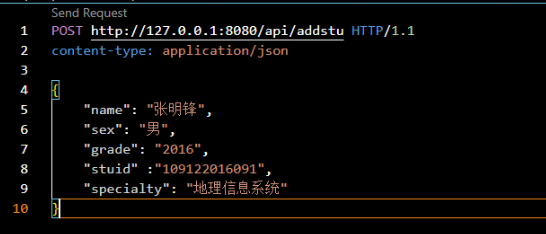 Send Request
1 POST http://127.0.0.1:8080/api/addstu HTTP/1.1
2 content-type: application/json
3
4 {
5 "name": "张明锋",
6 "sex": "男",
7 "grade": "2016",
8 "stuid" :"109122016091",
9 "specialty": "地理信息系统"
10 }